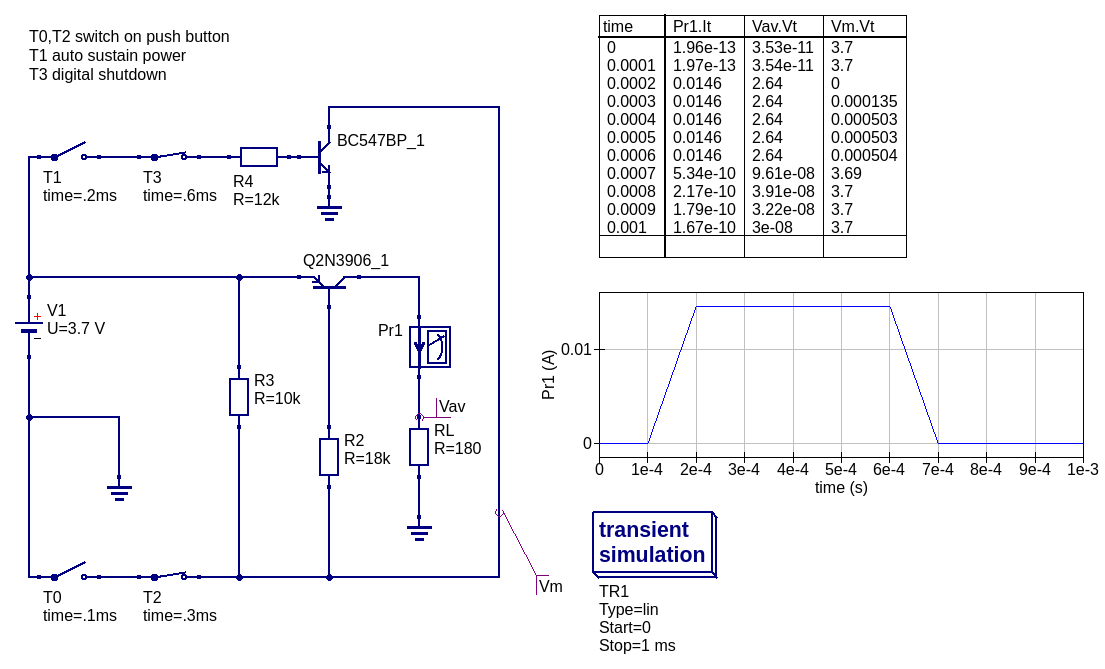 T0,T2 switch on push button
T1 auto sustain power
T3 digital shutdown
time Pr1.It Vav.Vt Vm.Vt
0 1.96e-13 3.53e-11 3.7
0.0001 1.97e-13 3.54e-11 3.7
0.0002 0.0146 2.64 0
0.0003 0.0146 2.64 0.000135
0.0004 0.0146 2.64 0.000503
0.0005 0.0146 2.64 0.000503
0.0006 0.0146 2.64 0.000504
0.0007 5.34e-10 9.61e-08 3.69
0.0008 2.17e-10 3.91e-08 3.7
0.0009 1.79e-10 3.22e-08 3.7
0.001 1.67e-10 3e-08 3.7
BC547BP_1
T1
time=.2ms
T3
time=.6ms
R4
R=12k
Q2N3906_1
V1
U=3.7 V
+
−
Pr1
R3
R=10k
Vav
RL
R=180
R2
R=18k
T0
time=.1ms
T2
time=.3ms
Vm
Pr1 (A)
0.01
0
0 1e-4 2e-4 3e-4 4e-4 5e-4 6e-4 7e-4 8e-4 9e-4 1e-3
time (s)
transient
simulation
TR1
Type=lin
Start=0
Stop=1 ms